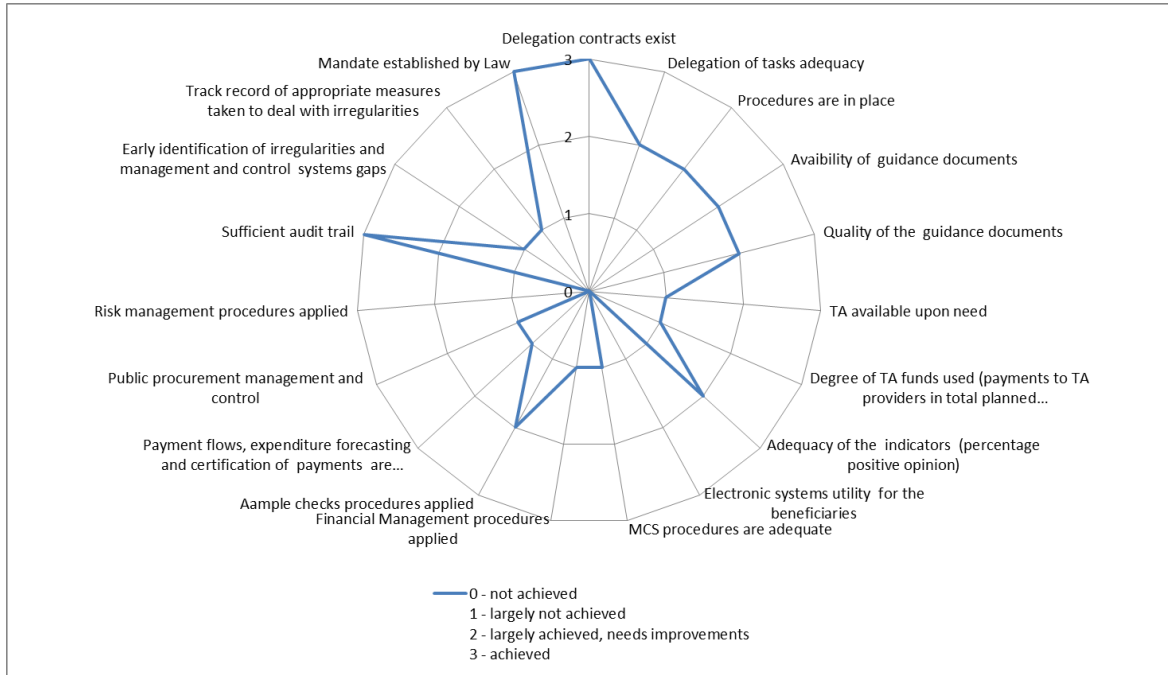 Delegation contracts exist
3
Mandate established by Law
Delegation of tasks adequacy
Track record of appropriate measures
taken to deal with irregularities
Procedures are in place
2
Early identification of irregularities and
management and control systems gaps
Avaibility of guidance documents
1
Sufficient audit trail
Quality of the guidance documents
0
Risk management procedures applied
TA available upon need
Public procurement management and
control
Degree of TA funds used (payments to TA
providers in total planned...
Payment flows, expenditure forecasting
and certification of payments are...
Adequacy of the indicators (percentage
positive opinion)
Aample checks procedures applied
Electronic systems utility for the
beneficiaries
Financial Management procedures
applied
MCS procedures are adequate
0 - not achieved
1 - largely not achieved
2 - largely achieved, needs improvements
3 - achieved